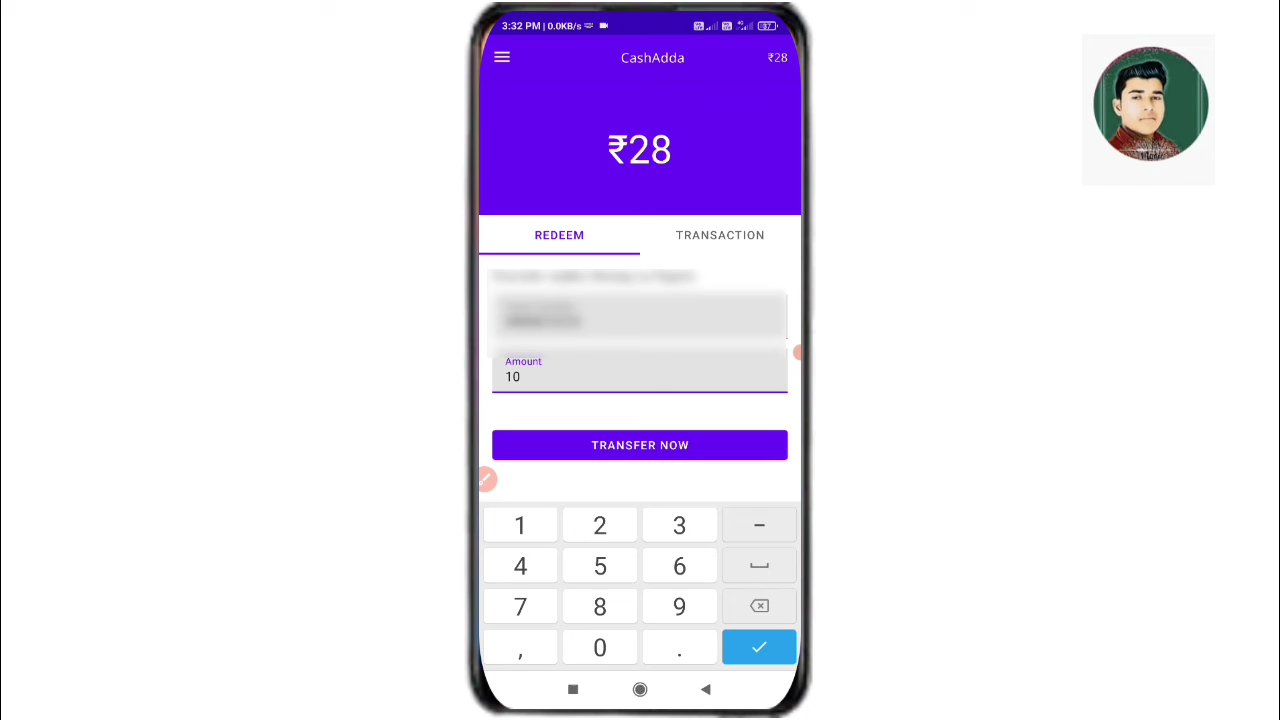 3:32 PM | 0.0KB/s
37
CashAdda
₹28
₹28
REDEEM
TRANSACTION
Amount
10
TRANSFER NOW
1 2 3 -
4 5 6
7 8 9
, 0 .